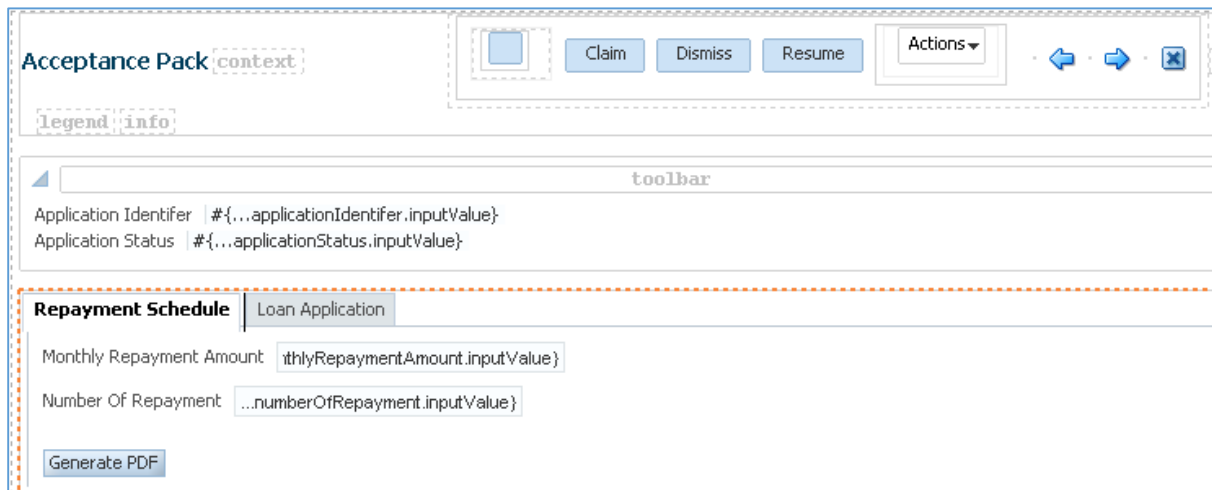 Acceptance Pack context
Claim Dismiss Resume Actions
legend info
toolbar
Application Identifer #{...applicationIdentifer.inputValue}
Application Status #{...applicationStatus.inputValue}
Repayment Schedule Loan Application
Monthly Repayment Amount thlyRepaymentAmount.inputValue}
Number Of Repayment ...numberOfRepayment.inputValue}
Generate PDF